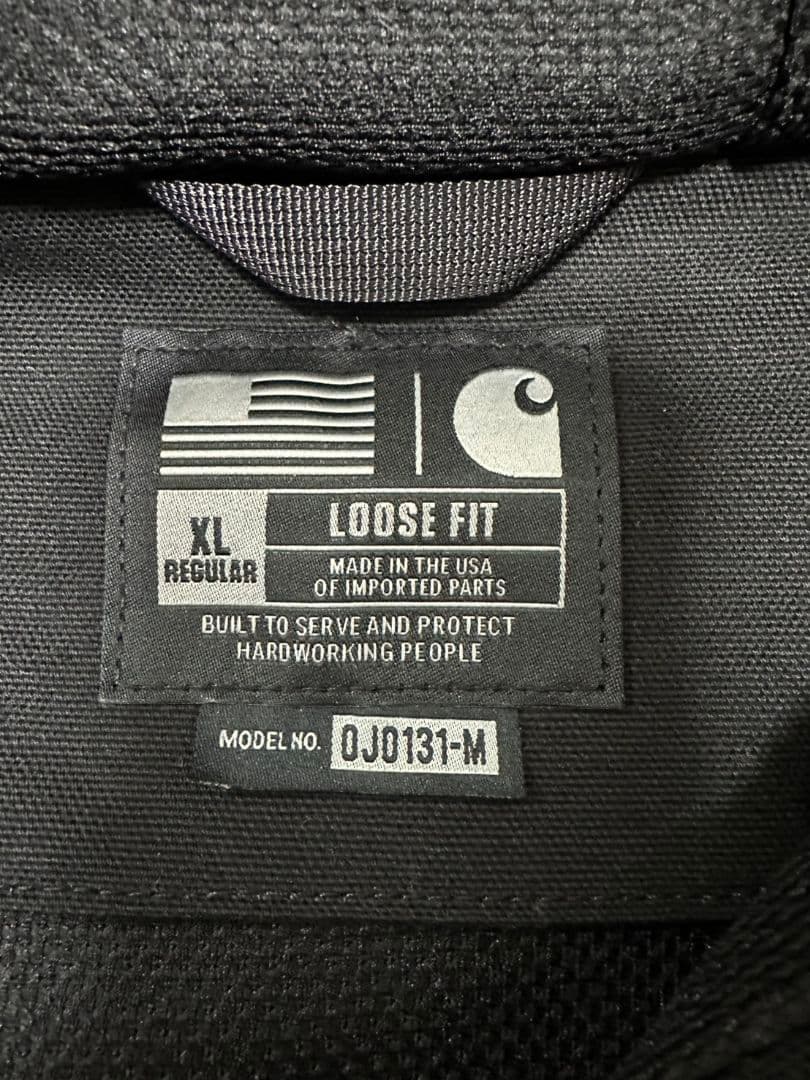 XL
REGULAR
LOOSE FIT
MADE IN THE USA
OF IMPORTED PARTS
BUILT TO SERVE AND PROTECT
HARDWORKING PEOPLE
MODEL NO. 0J0131-M